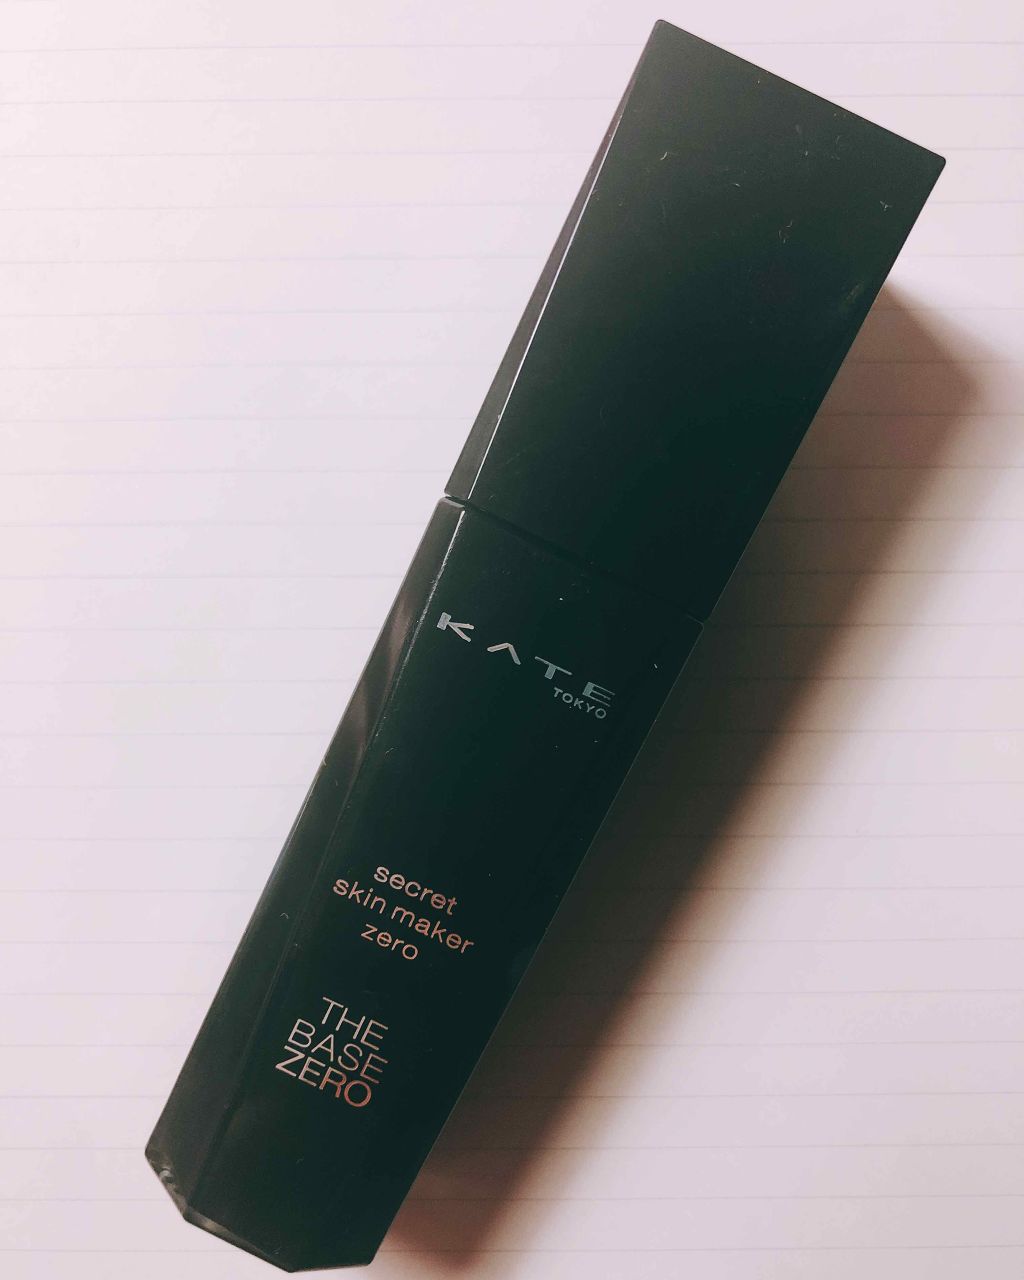 KATE
TOKYO
secret
skin maker
zero
THE
BASE
ZERO